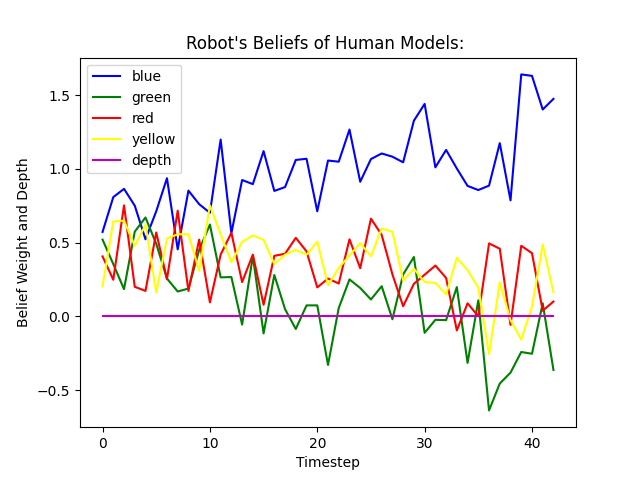 Robot's Beliefs of Human Models:
blue
green
red
yellow
depth
Belief Weight and Depth
1.5
1.0
0.5
0.0
−0.5
0 10 20 30 40
Timestep